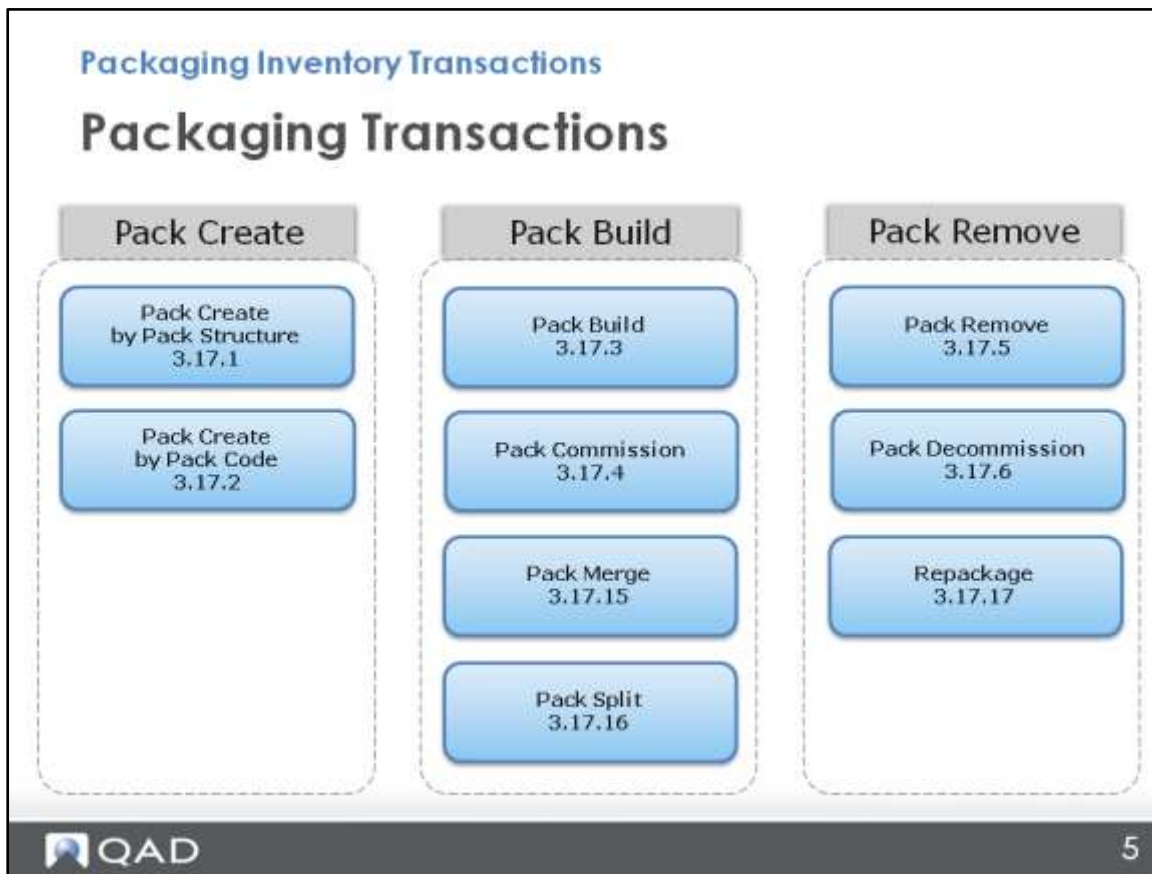 Packaging Inventory Transactions
Packaging Transactions
Pack Create
Pack Create
by Pack Structure
3.17.1
Pack Create
by Pack Code
3.17.2
Pack Build
Pack Build
3.17.3
Pack Commission
3.17.4
Pack Merge
3.17.15
Pack Split
3.17.16
Pack Remove
Pack Remove
3.17.5
Pack Decommission
3.17.6
Repackage
3.17.17
QAD
5